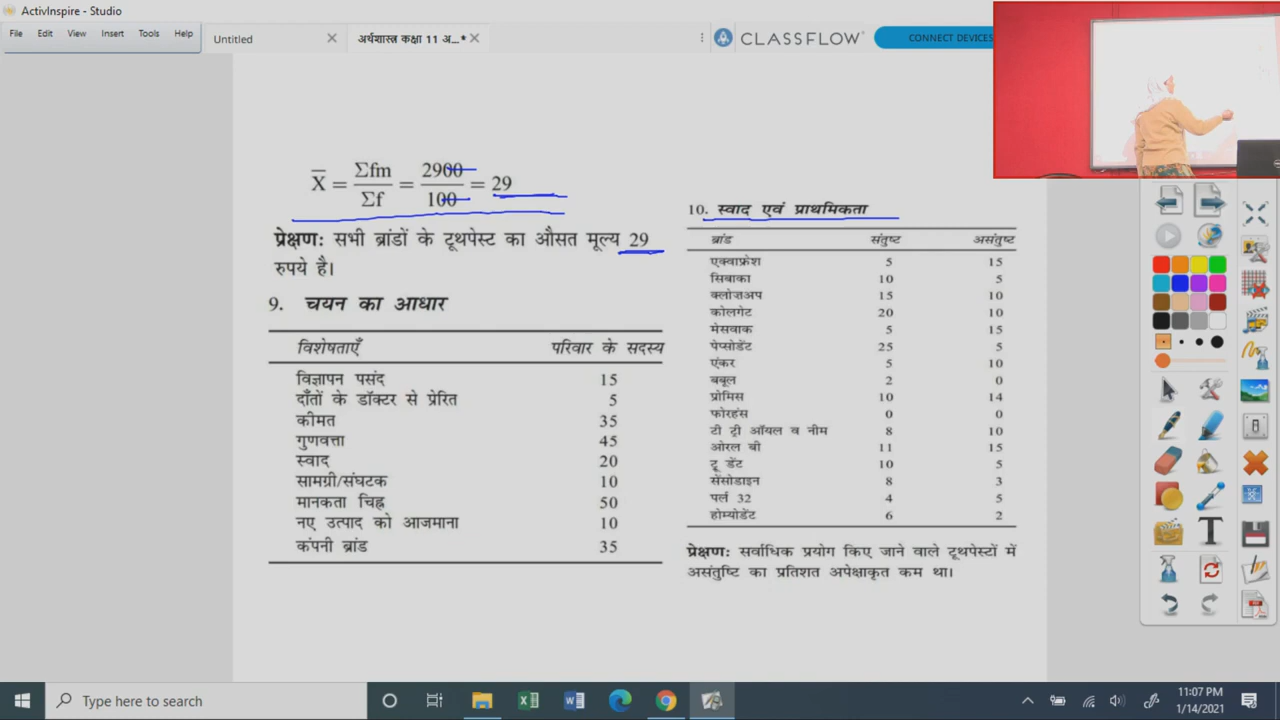 ActivInspire - Studio
File Edit View Insert Tools Help
Untitled
अर्थशास्त्र कक्षा 11 अ...*
CLASSFLOW
CONNECT DEVICES
X̄ = Σfm / Σf = 2900 / 100 = 29
प्रेक्षण: सभी ब्रांडों के टूथपेस्ट का औसत मूल्य 29
रुपये है।
9. चयन का आधार
विशेषताएँ परिवार के सदस्य
विज्ञापन पसंद 15
दाँतों के डॉक्टर से प्रेरित 5
कीमत 35
गुणवत्ता 45
स्वाद 20
सामग्री/संघटक 10
मानकता चिह्न 50
नए उत्पाद को आजमाना 10
कंपनी ब्रांड 35
10. स्वाद एवं प्राथमिकता
ब्रांड संतुष्ट असंतुष्ट
एक्वाफ्रेश 5 15
सिबाका 10 5
क्लोज़अप 15 10
कोलगेट 20 10
मेसवाक 5 15
पेप्सोडेंट 25 5
एंकर 5 10
बबूल 2 0
प्रोमिस 10 14
फोरहंस 0 0
टी ट्री ऑयल व नीम 8 10
ओरल बी 11 15
टू डेंट 10 5
सेंसोडाइन 8 3
पर्ल 32 4 5
होम्योडेंट 6 2
प्रेक्षण: सर्वाधिक प्रयोग किए जाने वाले टूथपेस्टों में
असंतुष्टि का प्रतिशत अपेक्षाकृत कम था।
Type here to search
11:07 PM
1/14/2021